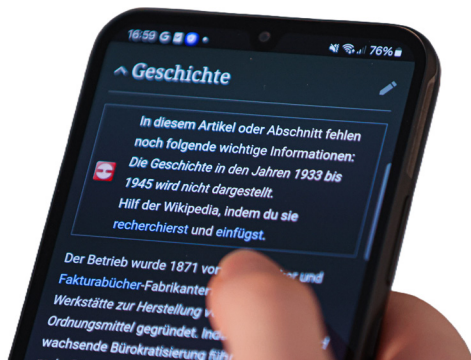 16:59 G
76%
Geschichte
In diesem Artikel oder Abschnitt fehlen
noch folgende wichtige Informationen:
Die Geschichte in den Jahren 1933 bis
1945 wird nicht dargestellt.
Hilf der Wikipedia, indem du sie
recherchierst und einfügst.
Der Betrieb wurde 1871 und
Fakturabücher-Fabrikanten
Werkstätte zur Herstellung
Ordnungsmittel gegründet.
wachsende Bürokratisierung